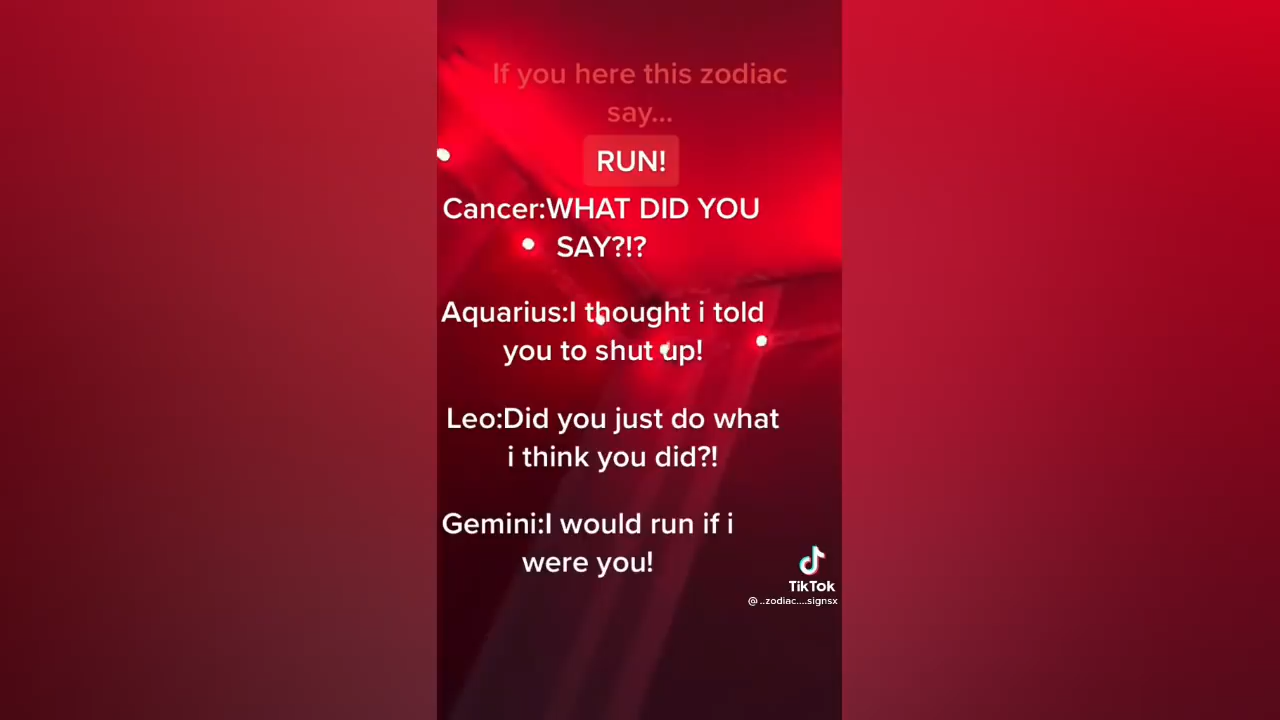 If you here this zodiac
say...
RUN!
Cancer:WHAT DID YOU
SAY?!?
Aquarius:I thought i told
you to shut up!
Leo:Did you just do what
i think you did?!
Gemini:I would run if i
were you!
TikTok
@ ..zodiac....signsx